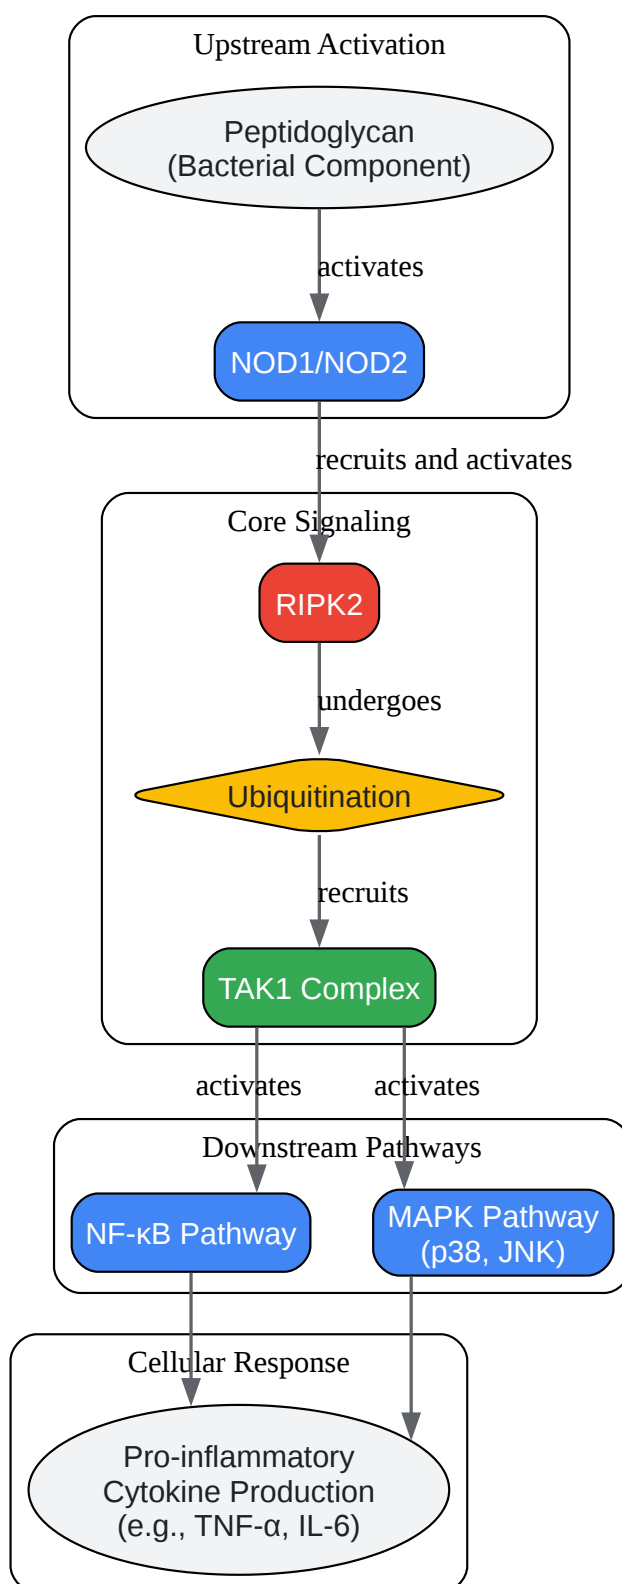 Upstream Activation
Peptidoglycan
(Bacterial Component)
activates
NOD1/NOD2
recruits and activates
Core Signaling
RIPK2
undergoes
Ubiquitination
recruits
TAK1 Complex
activates
activates
Downstream Pathways
NF-κB Pathway
MAPK Pathway
(p38, JNK)
Cellular Response
Pro-inflammatory
Cytokine Production
(e.g., TNF-α, IL-6)